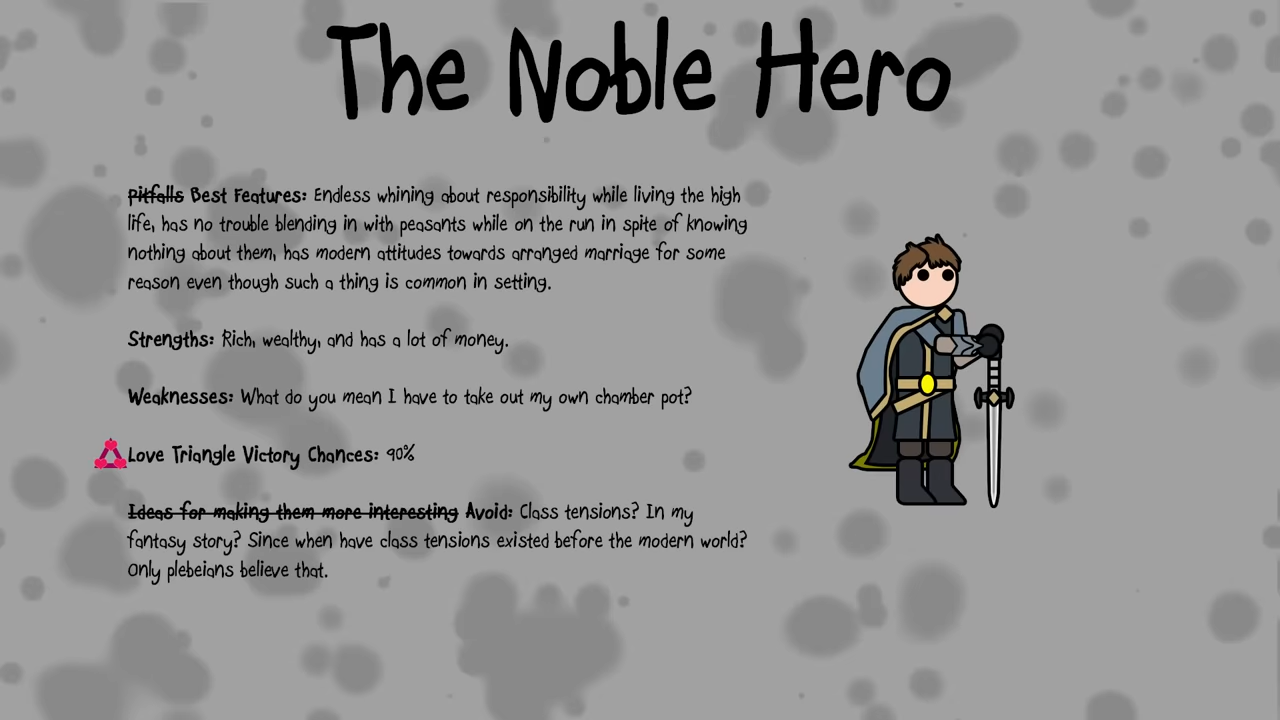 The Noble Hero
Pitfalls Best Features: Endless whining about responsibility while living the high
life, has no trouble blending in with peasants while on the run in spite of knowing
nothing about them, has modern attitudes towards arranged marriage for some
reason even though such a thing is common in setting.
Strengths: Rich, wealthy, and has a lot of money.
Weaknesses: What do you mean I have to take out my own chamber pot?
Love Triangle Victory Chances: 90%
Ideas for making them more interesting Avoid: Class tensions? In my
fantasy story? Since when have class tensions existed before the modern world?
Only plebeians believe that.